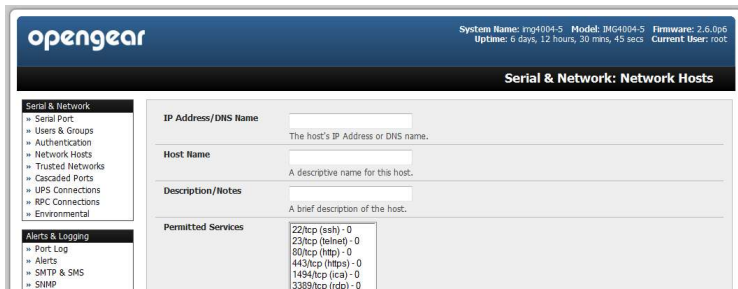 opengear
System Name: img4004-5 Model: IMG4004-5 Firmware: 2.6.0p6
Uptime: 6 days, 12 hours, 30 mins, 45 secs Current User: root
Serial & Network: Network Hosts
Serial & Network
» Serial Port
» Users & Groups
» Authentication
» Network Hosts
» Trusted Networks
» Cascaded Ports
» UPS Connections
» RPC Connections
» Environmental
Alerts & Logging
» Port Log
» Alerts
» SMTP & SMS
» SNMP
IP Address/DNS Name
The host's IP Address or DNS name.
Host Name
A descriptive name for this host.
Description/Notes
A brief description of the host.
Permitted Services
22/tcp (ssh) - 0
23/tcp (telnet) - 0
80/tcp (http) - 0
443/tcp (https) - 0
1494/tcp (ica) - 0
3389/tcp (rdp) - 0